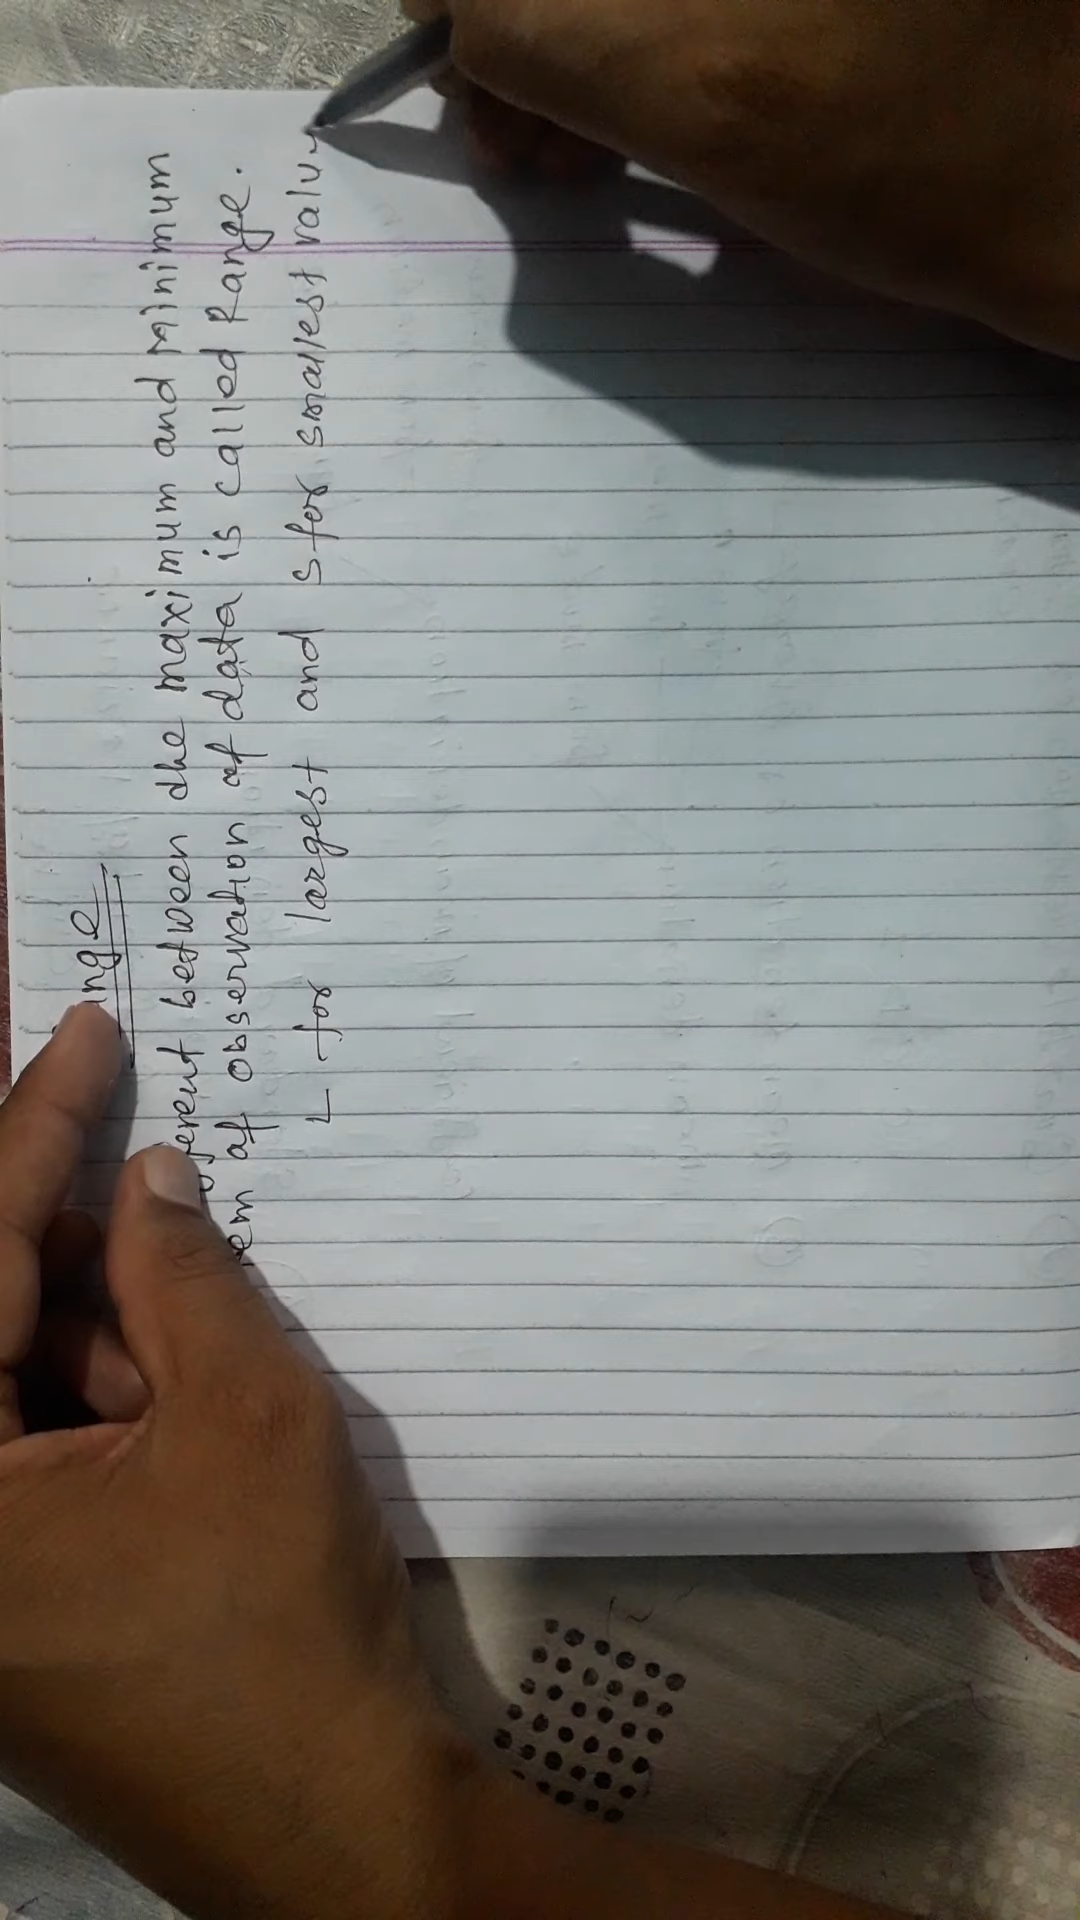 ange
ferent between the maximum and Minimum
em of observation of data is called Range.
L for largest and s for smallest valu